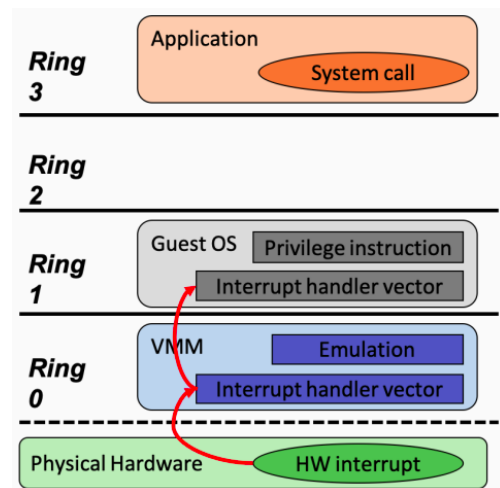 Application
Ring
3
System call
Ring
2
Guest OS
Privilege instruction
Ring
1
Interrupt handler vector
VMM
Emulation
Ring
0
Interrupt handler vector
Physical Hardware
HW interrupt